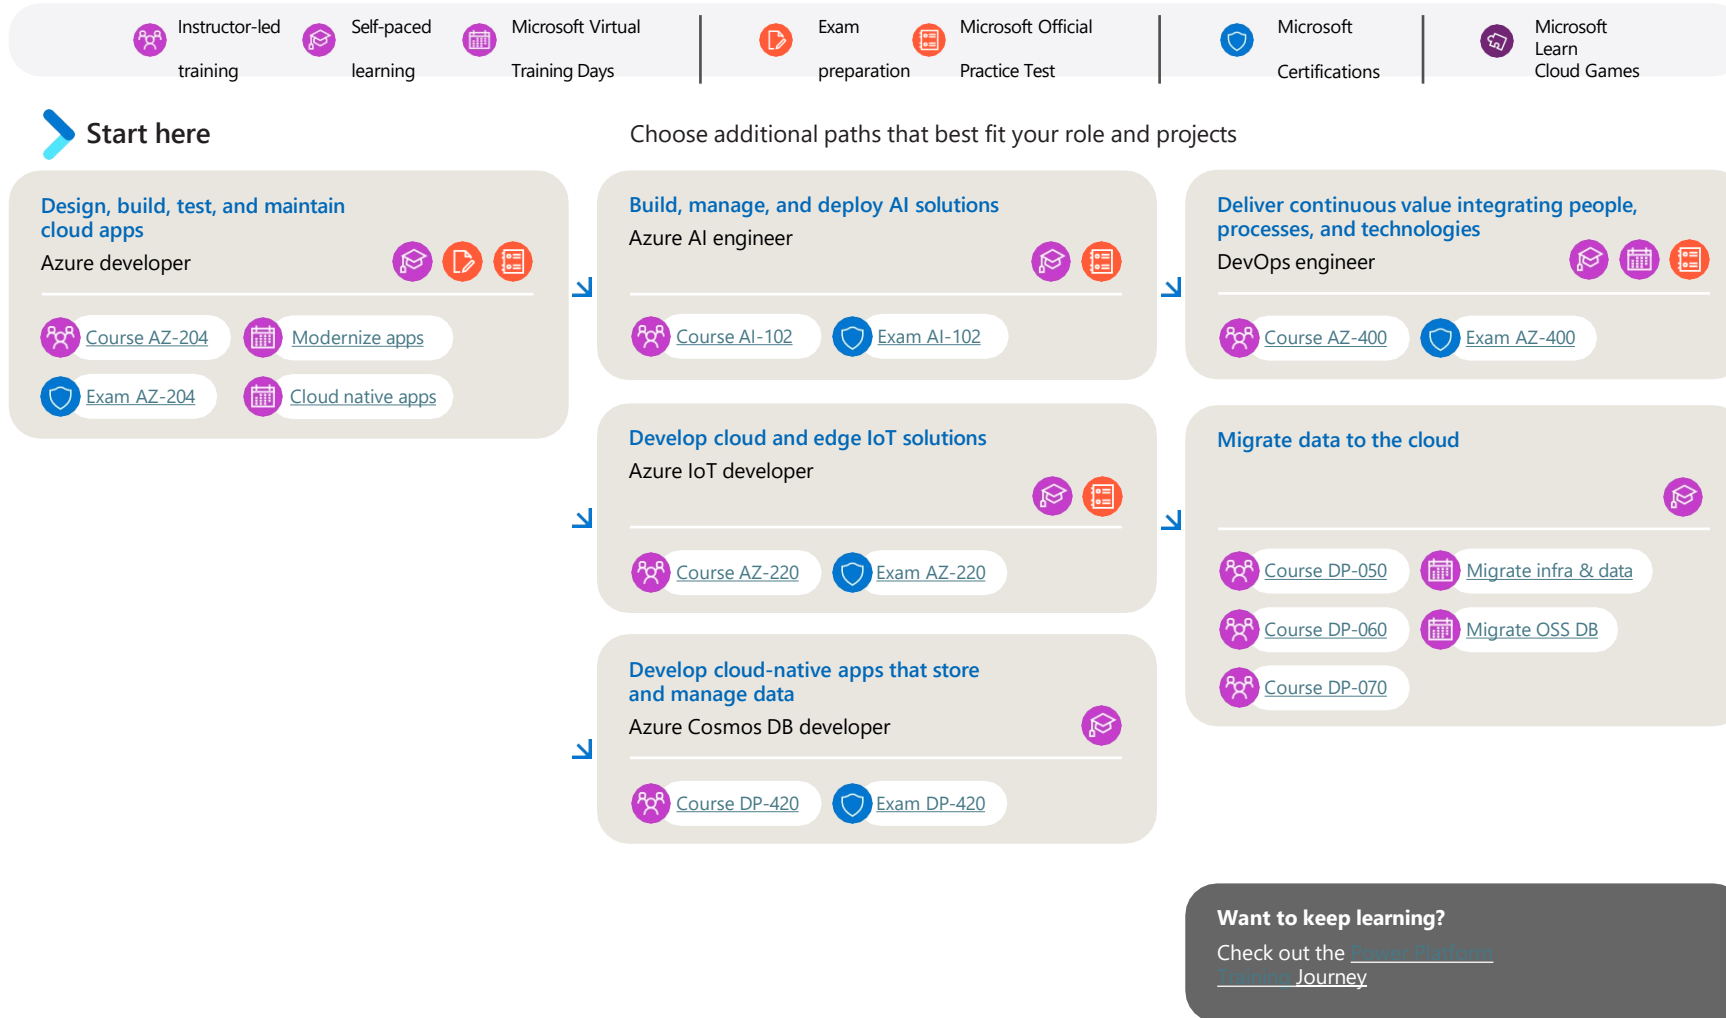 Instructor-led
training
Self-paced
learning
Microsoft Virtual
Training Days
Exam
preparation
Microsoft Official
Practice Test
Microsoft
Certifications
Microsoft
Learn
Cloud Games
Start here
Choose additional paths that best fit your role and projects
Design, build, test, and maintain
cloud apps
Azure developer
Course AZ-204
Modernize apps
Exam AZ-204
Cloud native apps
Build, manage, and deploy AI solutions
Azure AI engineer
Course AI-102
Exam AI-102
Deliver continuous value integrating people,
processes, and technologies
DevOps engineer
Course AZ-400
Exam AZ-400
Develop cloud and edge IoT solutions
Azure IoT developer
Course AZ-220
Exam AZ-220
Migrate data to the cloud
Course DP-050
Migrate infra & data
Course DP-060
Migrate OSS DB
Course DP-070
Develop cloud-native apps that store
and manage data
Azure Cosmos DB developer
Course DP-420
Exam DP-420
Want to keep learning?
Check out the Power Platform
Training Journey